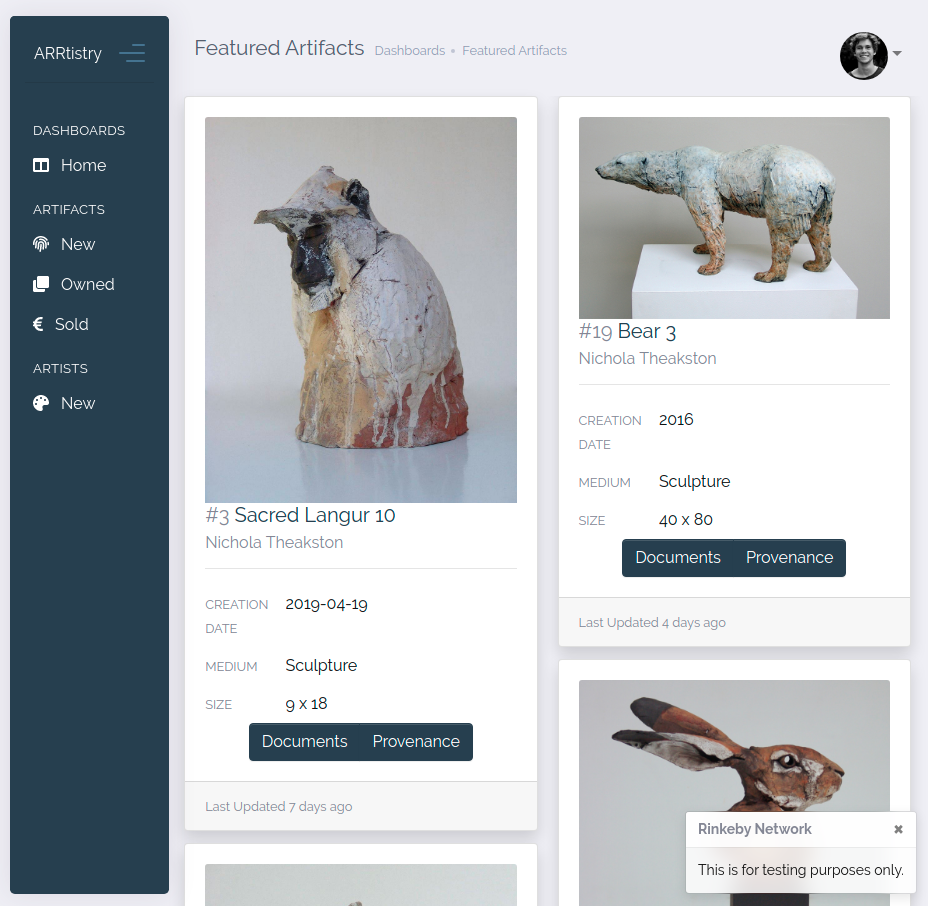 ARRtistry
DASHBOARDS
Home
ARTIFACTS
New
Owned
€ Sold
ARTISTS
New
Featured Artifacts Dashboards • Featured Artifacts
#3 Sacred Langur 10
Nichola Theakston
CREATION DATE 2019-04-19
MEDIUM Sculpture
SIZE 9 x 18
Documents Provenance
Last Updated 7 days ago
#19 Bear 3
Nichola Theakston
CREATION DATE 2016
MEDIUM Sculpture
SIZE 40 x 80
Documents Provenance
Last Updated 4 days ago
Rinkeby Network ✖
This is for testing purposes only.